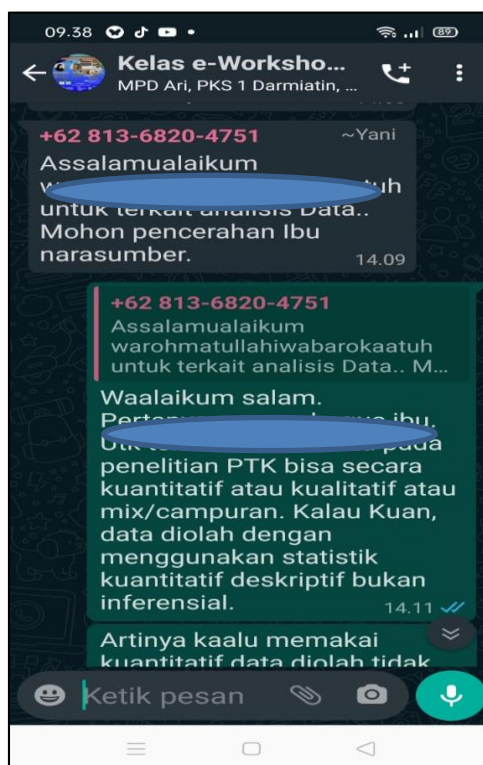 09.38
89
Kelas e-Worksho...
MPD Ari, PKS 1 Darmiatin, ...
+62 813-6820-4751 ~Yani
Assalamualaikum
untuk terkait analisis Data..
Mohon pencerahan Ibu
narasumber. 14.09
+62 813-6820-4751
Assalamualaikum
warohmatullahiwabarokaatuh
untuk terkait analisis Data.. M...
Waalaikum salam.
ibu.
pada
penelitian PTK bisa secara
kuantitatif atau kualitatif atau
mix/campuran. Kalau Kuan,
data diolah dengan
menggunakan statistik
kuantitatif deskriptif bukan
inferensial. 14.11
Artinya kaalu memakai
kuantitatif data diolah tidak
Ketik pesan